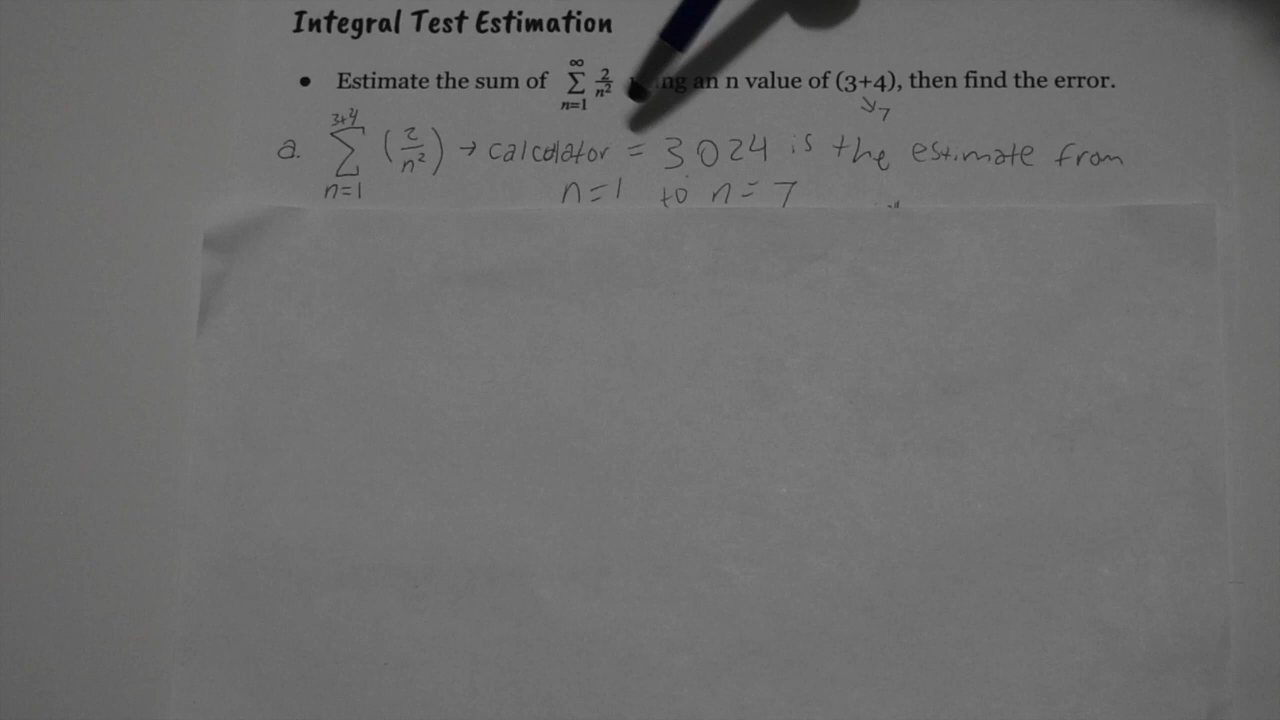 Integral Test Estimation
• Estimate the sum of ∞ Σ n=1 2/n² an n value of (3+4), then find the error.
↘7
a. 3+4 Σ n=1 (2/n²) → calculator = 3.024 is the estimate from
n=1 to n=7